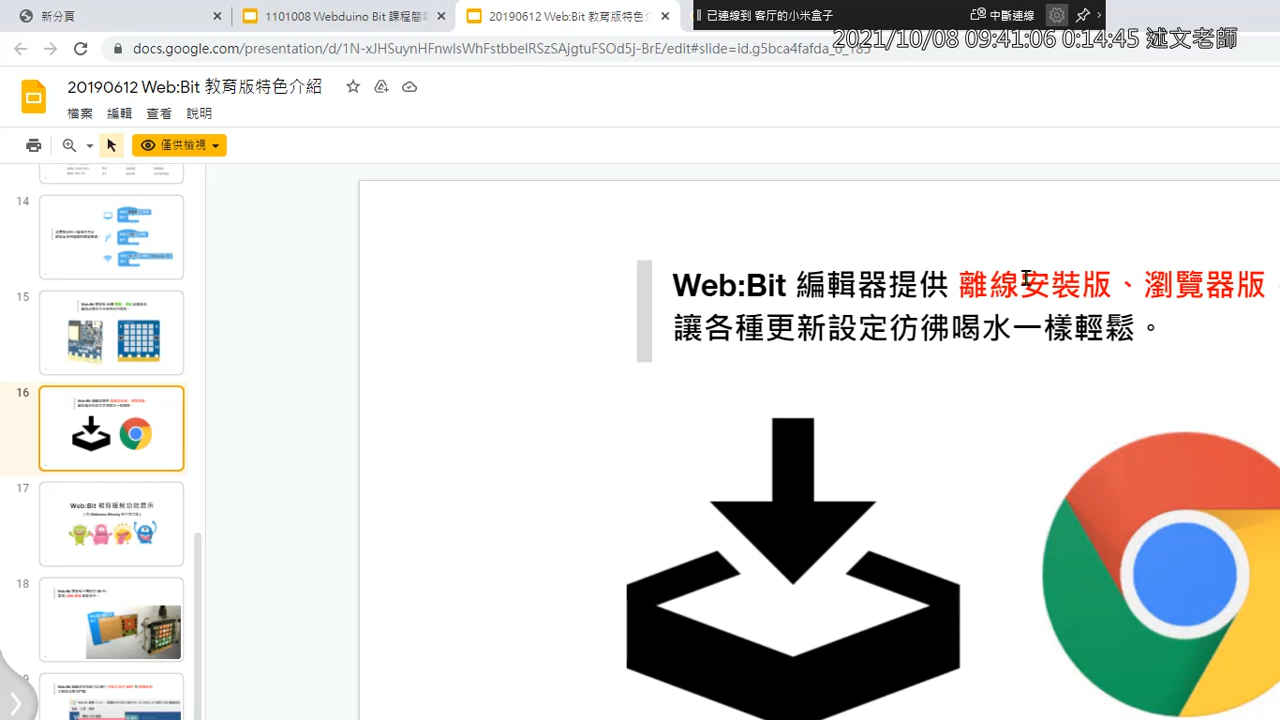 新分頁
1101008 Webduino Bit 課程研
20190612 Web:Bit 教育版特色介
已連線到 客厅的小米盒子
中斷連線
2021/10/08 09:41:06 0:14:45 述文老師
docs.google.com/presentation/d/1N-xJHSuynHFnwlsWhFstbbelRSzSAjgtuFSOd5j-BrE/edit#slide=id.g5bca4fafda_0_185
20190612 Web:Bit 教育版特色介紹
檔案 編輯 查看 說明
僅供檢視
14
15
16
17
Web:Bit 教育版新功能展示
18
Web:Bit 編輯器提供 離線安裝版、瀏覽器版，
讓各種更新設定彷彿喝水一樣輕鬆。